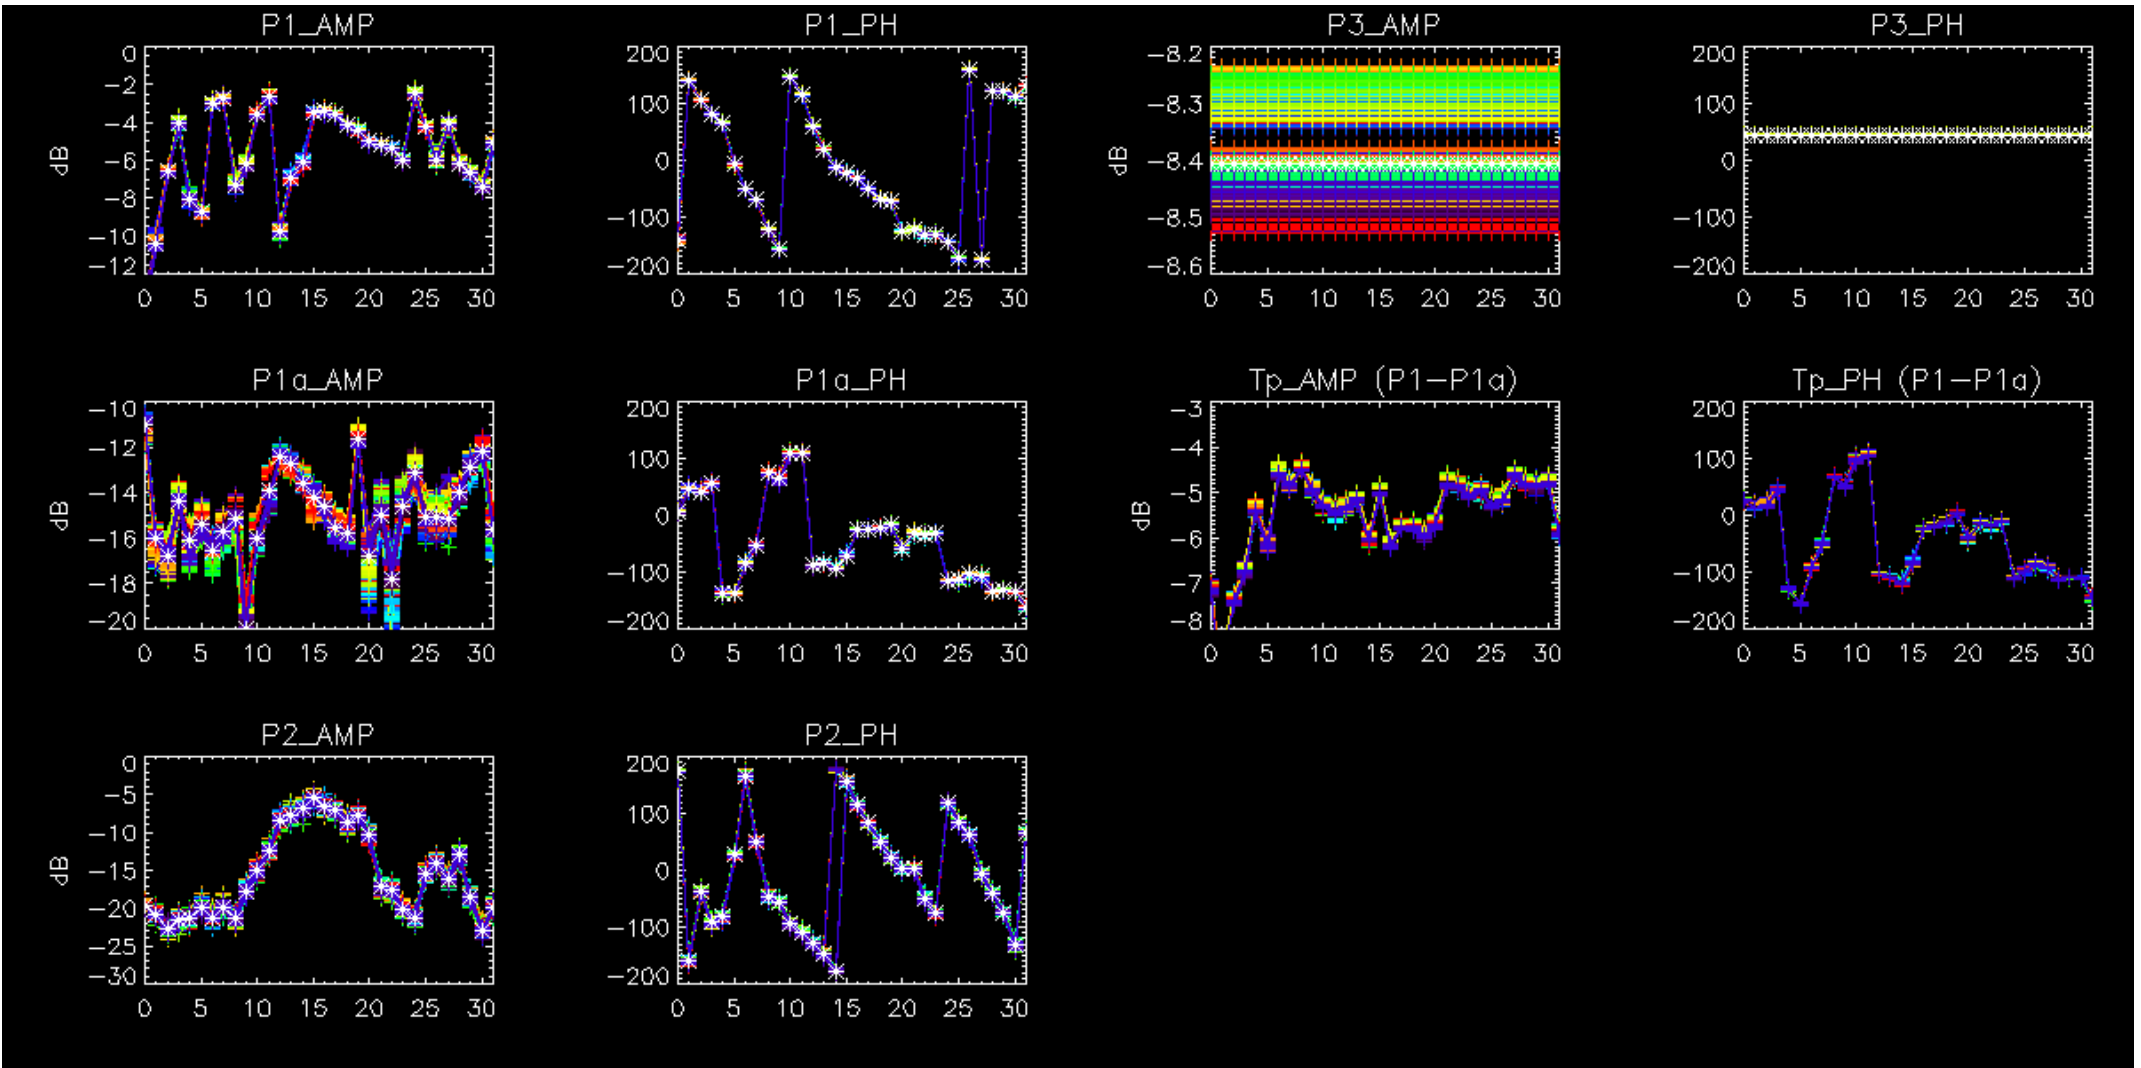 P1_AMP
P1_PH
P3_AMP
P3_PH
0
−2
−4
−6
−8
−10
−12
dB
0 5 10 15 20 25 30
200
100
0
−100
−200
0 5 10 15 20 25 30
−8.2
−8.3
−8.4
−8.5
−8.6
dB
0 5 10 15 20 25 30
200
100
0
−100
−200
0 5 10 15 20 25 30
P1a_AMP
P1a_PH
Tp_AMP (P1−P1a)
Tp_PH (P1−P1a)
−10
−12
−14
−16
−18
−20
dB
0 5 10 15 20 25 30
200
100
0
−100
−200
0 5 10 15 20 25 30
−3
−4
−5
−6
−7
−8
dB
0 5 10 15 20 25 30
200
100
0
−100
−200
0 5 10 15 20 25 30
P2_AMP
P2_PH
0
−5
−10
−15
−20
−25
−30
dB
0 5 10 15 20 25 30
200
100
0
−100
−200
0 5 10 15 20 25 30